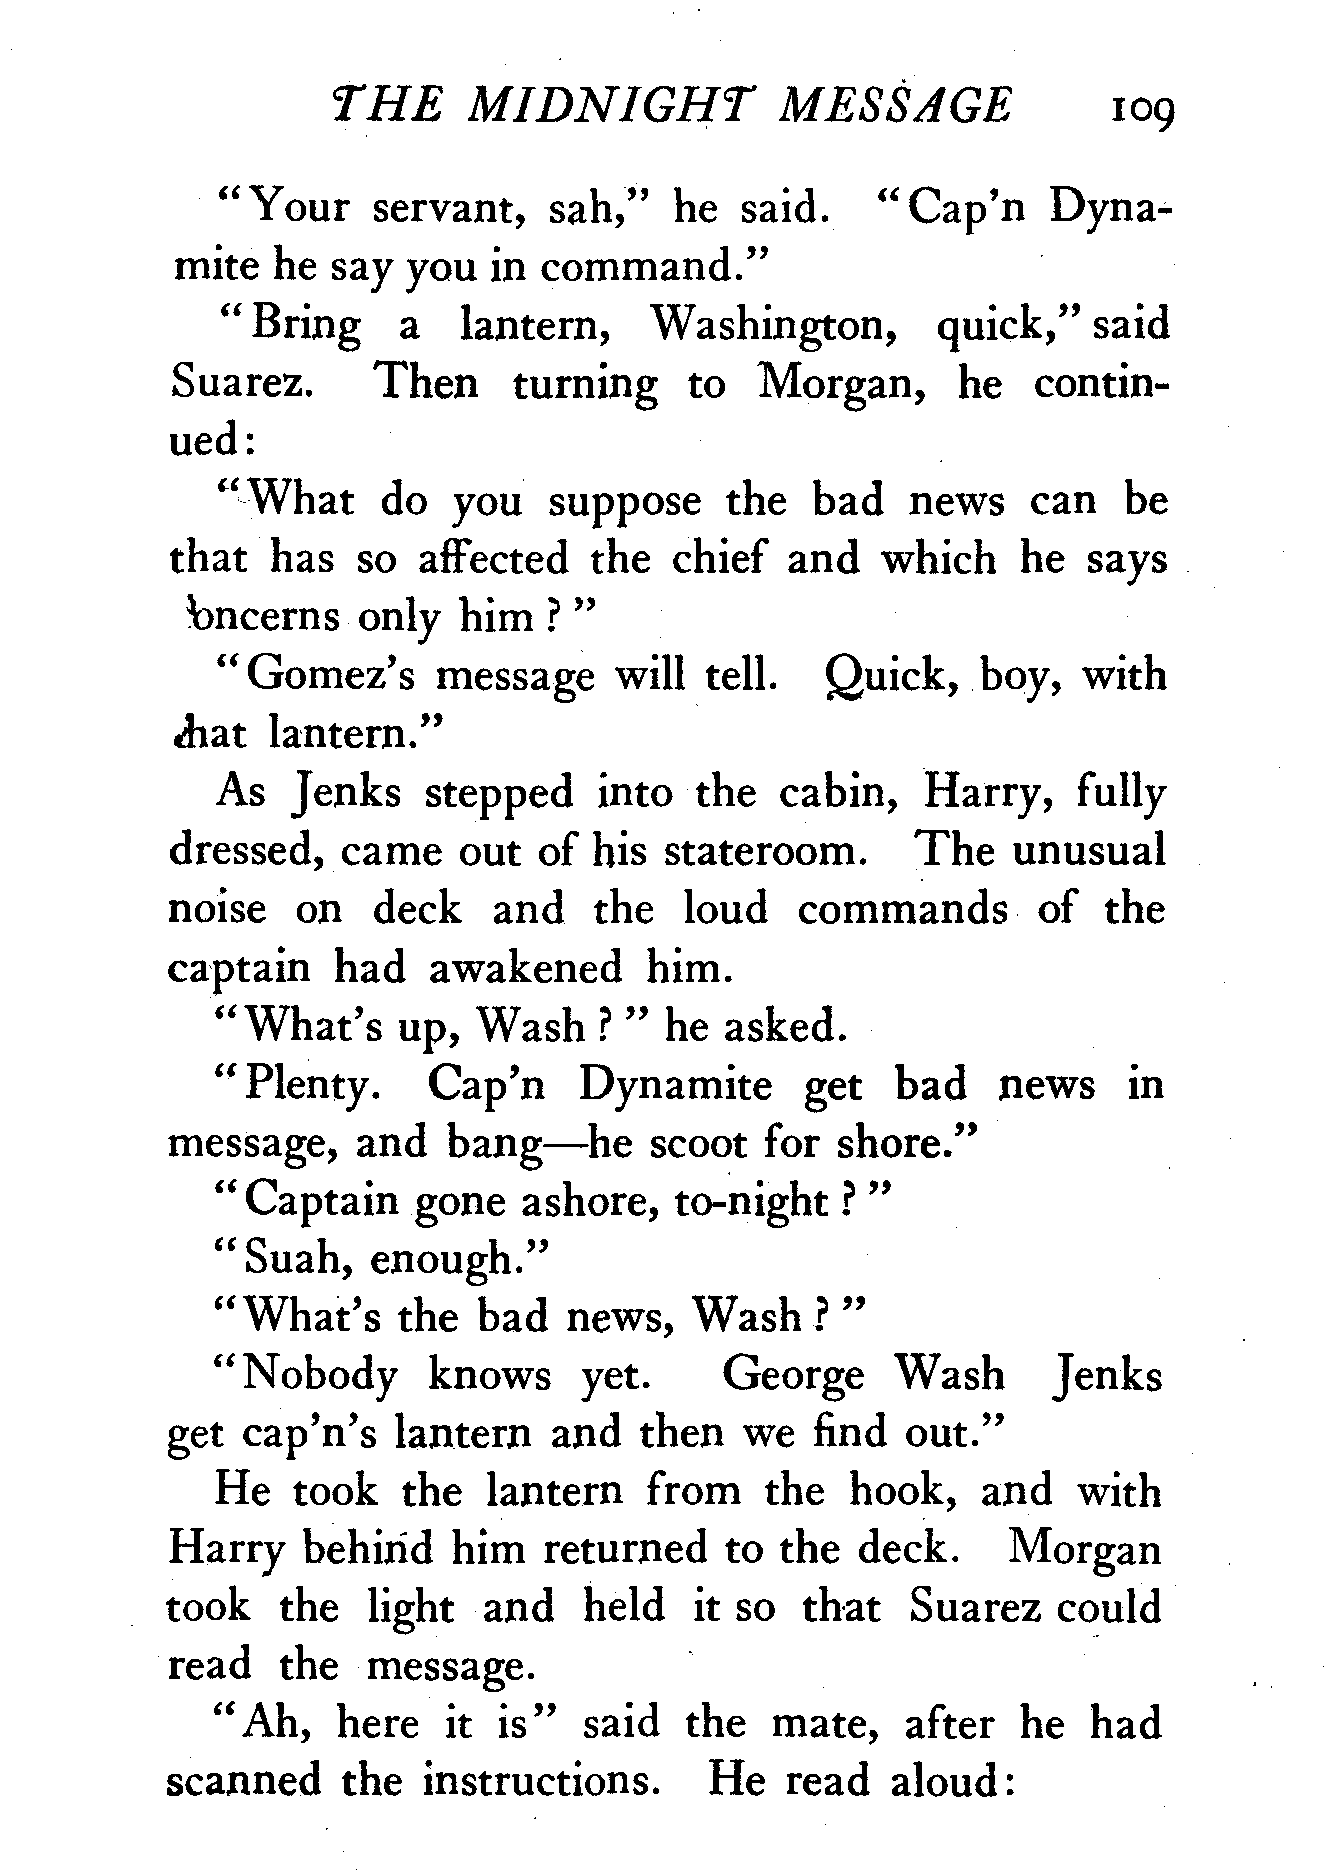 THE MIDNIGHT MESSAGE 109
"Your servant, sah," he said. "Cap'n Dyna-
mite he say you in command."
"Bring a lantern, Washington, quick," said
Suarez. Then turning to Morgan, he contin-
ued:
"What do you suppose the bad news can be
that has so affected the chief and which he says
oncerns only him?"
"Gomez's message will tell. Quick, boy, with
hat lantern."
As Jenks stepped into the cabin, Harry, fully
dressed, came out of his stateroom. The unusual
noise on deck and the loud commands of the
captain had awakened him.
"What's up, Wash?" he asked.
"Plenty. Cap'n Dynamite get bad news in
message, and bang—he scoot for shore."
"Captain gone ashore, to-night?"
"Suah, enough."
"What's the bad news, Wash?"
"Nobody knows yet. George Wash Jenks
get cap'n's lantern and then we find out."
He took the lantern from the hook, and with
Harry behind him returned to the deck. Morgan
took the light and held it so that Suarez could
read the message.
"Ah, here it is" said the mate, after he had
scanned the instructions. He read aloud: